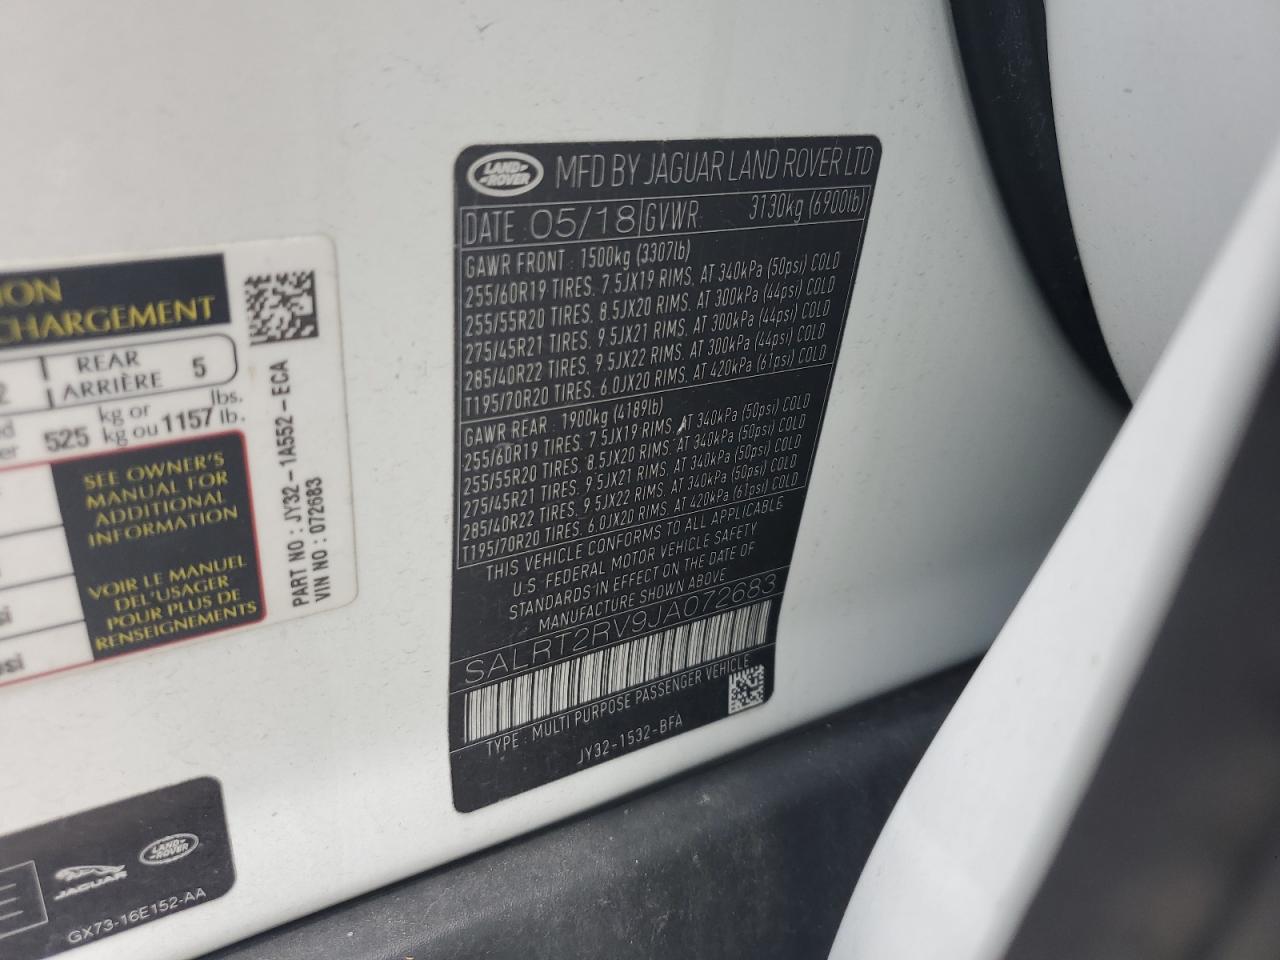 ION
CHARGEMENT
2 REAR ARRIÈRE 5
525 kg or kg ou 1157 lbs. lb.
SEE OWNER'S
MANUAL FOR
ADDITIONAL
INFORMATION
VOIR LE MANUEL
DEL'USAGER
POUR PLUS DE
RENSEIGNEMENTS
PART NO : JY32-1A552-ECA
VIN NO : 072683
LAND ROVER
MFD BY JAGUAR LAND ROVER LTD
DATE : 05/18 GVWR: 3130kg (6900lb)
GAWR FRONT : 1500kg (3307lb)
255/60R19 TIRES, 7.5JX19 RIMS, AT 340kPa (50psi) COLD
255/55R20 TIRES, 8.5JX20 RIMS, AT 300kPa (44psi) COLD
275/45R21 TIRES, 9.5JX21 RIMS, AT 300kPa (44psi) COLD
285/40R22 TIRES, 9.5JX22 RIMS, AT 300kPa (44psi) COLD
T195/70R20 TIRES, 6.0JX20 RIMS, AT 420kPa (61psi) COLD
GAWR REAR : 1900kg (4189lb)
255/60R19 TIRES, 7.5JX19 RIMS, AT 340kPa (50psi) COLD
255/55R20 TIRES, 8.5JX20 RIMS, AT 340kPa (50psi) COLD
275/45R21 TIRES, 9.5JX21 RIMS, AT 340kPa (50psi) COLD
285/40R22 TIRES, 9.5JX22 RIMS, AT 340kPa (50psi) COLD
T195/70R20 TIRES, 6.0JX20 RIMS, AT 420kPa (61psi) COLD
THIS VEHICLE CONFORMS TO ALL APPLICABLE
U.S. FEDERAL MOTOR VEHICLE SAFETY
STANDARDS IN EFFECT ON THE DATE OF
MANUFACTURE SHOWN ABOVE
SALRT2RV9JA072683
TYPE : MULTI PURPOSE PASSENGER VEHICLE
JY32-1532-BFA
E
JAGUAR
LAND ROVER
GX73-16E152-AA